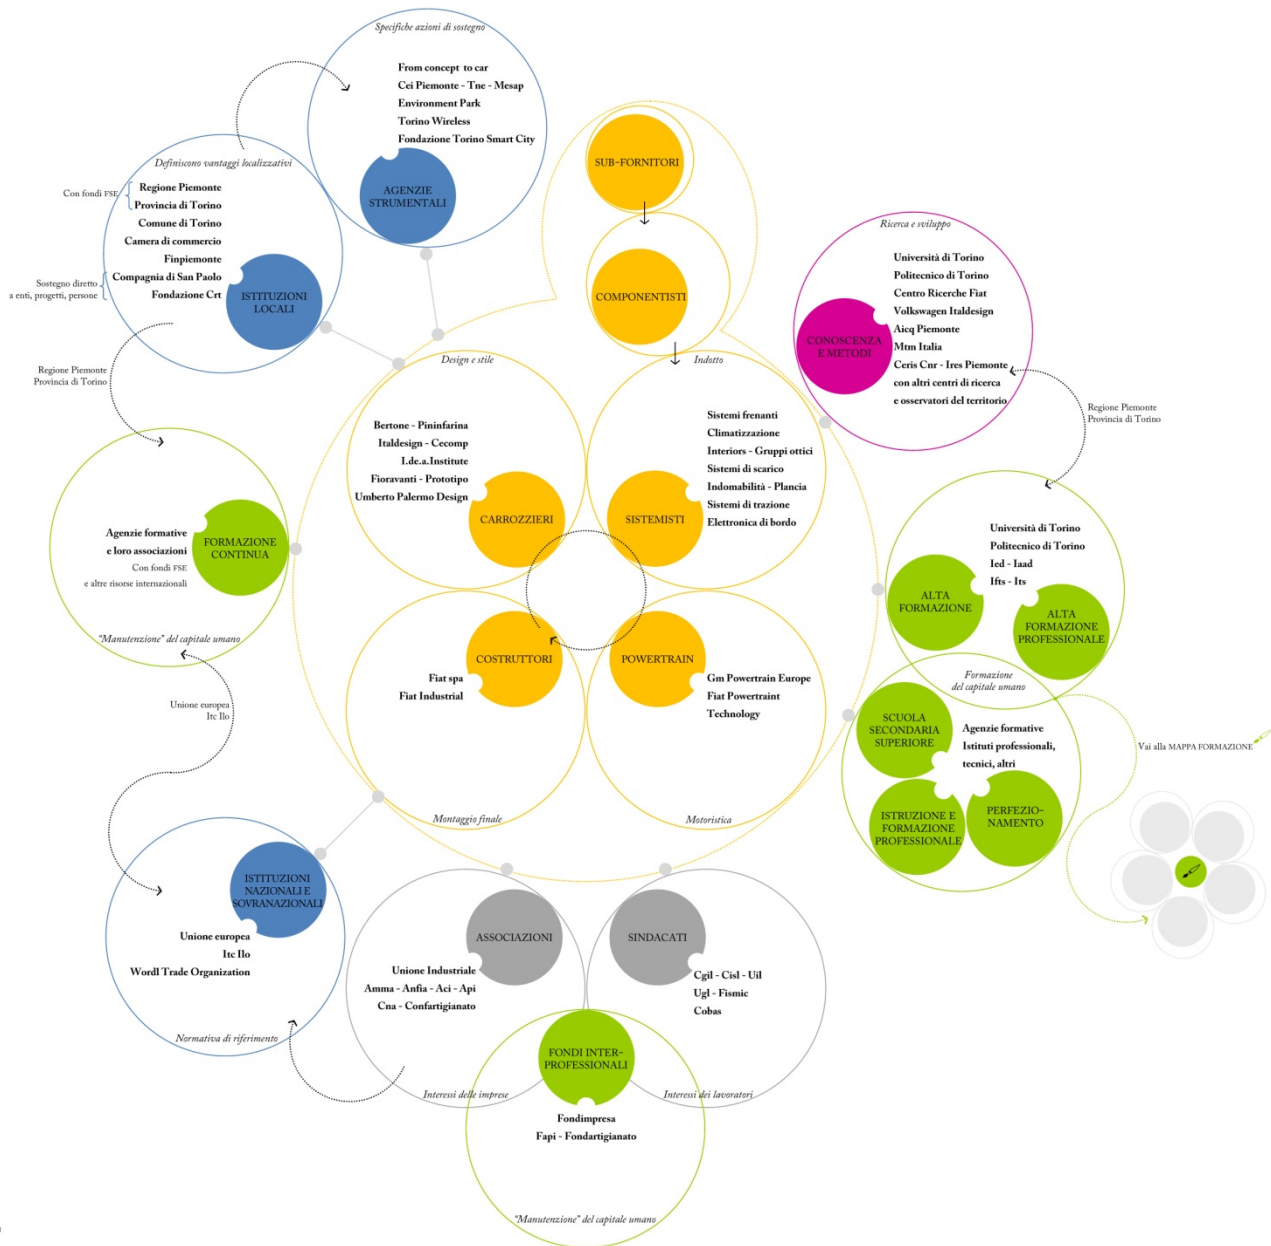 Specifiche azioni di sostegno
From concept to car
Cei Piemonte - Tne - Mesap
Environment Park
Torino Wireless
Fondazione Torino Smart City
AGENZIE
STRUMENTALI
Definiscono vantaggi localizzativi
Con fondi FSE
Regione Piemonte
Provincia di Torino
Comune di Torino
Camera di commercio
Finpiemonte
Sostegno diretto
a enti, progetti, persone
Compagnia di San Paolo
Fondazione Crt
ISTITUZIONI
LOCALI
SUB-FORNITORI
COMPONENTISTI
Ricerca e sviluppo
Università di Torino
Politecnico di Torino
Centro Ricerche Fiat
Volkswagen Italdesign
Aicq Piemonte
Mtm Italia
Ceris Cnr - Ires Piemonte
con altri centri di ricerca
e osservatori del territorio
CONOSCENZA
E METODI
Regione Piemonte
Provincia di Torino
Regione Piemonte
Provincia di Torino
Design e stile
Bertone - Pininfarina
Italdesign - Cecomp
I.de.a.Institute
Fioravanti - Prototipo
Umberto Palermo Design
CARROZZIERI
Indotto
Sistemi frenanti
Climatizzazione
Interiors - Gruppi ottici
Sistemi di scarico
Indomabilità - Plancia
Sistemi di trazione
Elettronica di bordo
SISTEMISTI
Agenzie formative
e loro associazioni
Con fondi FSE
e altre risorse internazionali
FORMAZIONE
CONTINUA
"Manutenzione" del capitale umano
Università di Torino
Politecnico di Torino
Ied - Iaad
Ifts - Its
ALTA
FORMAZIONE
ALTA
FORMAZIONE
PROFESSIONALE
COSTRUTTORI
Fiat spa
Fiat Industrial
Montaggio finale
POWERTRAIN
Gm Powertrain Europe
Fiat Powertraint
Technology
Motoristica
Formazione
del capitale umano
SCUOLA
SECONDARIA
SUPERIORE
Agenzie formative
Istituti professionali,
tecnici, altri
ISTRUZIONE E
FORMAZIONE
PROFESSIONALE
PERFEZIO-
NAMENTO
Vai alla MAPPA FORMAZIONE
Unione europea
Itc Ilo
ISTITUZIONI
NAZIONALI E
SOVRANAZIONALI
Unione europea
Itc Ilo
Wordl Trade Organization
Normativa di riferimento
ASSOCIAZIONI
Unione Industriale
Amma - Anfia - Aci - Api
Cna - Confartigianato
Interessi delle imprese
SINDACATI
Cgil - Cisl - Uil
Ugl - Fismic
Cobas
Interessi dei lavoratori
FONDI INTER-
PROFESSIONALI
Fondimpresa
Fapi - Fondartigianato
"Manutenzione" del capitale umano